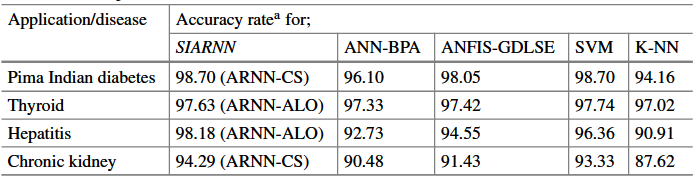 Application/disease Accuracy rateᵃ for;
SIARNN ANN-BPA ANFIS-GDLSE SVM K-NN
Pima Indian diabetes 98.70 (ARNN-CS) 96.10 98.05 98.70 94.16
Thyroid 97.63 (ARNN-ALO) 97.33 97.42 97.74 97.02
Hepatitis 98.18 (ARNN-ALO) 92.73 94.55 96.36 90.91
Chronic kidney 94.29 (ARNN-CS) 90.48 91.43 93.33 87.62